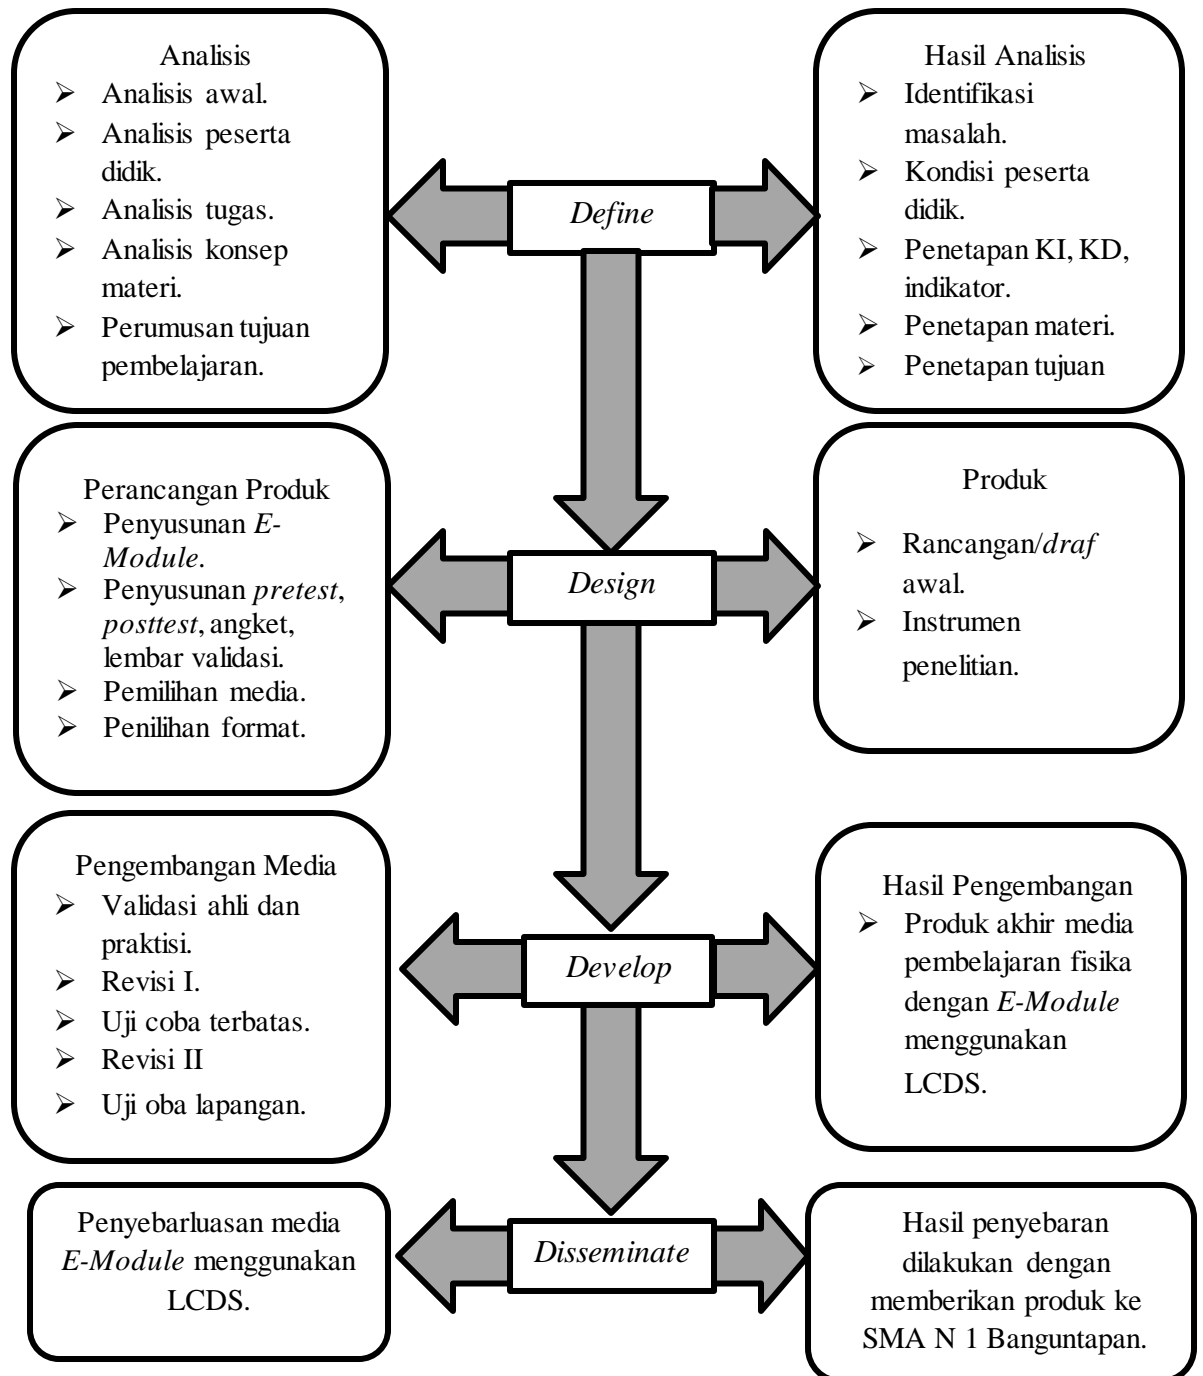 Analisis
➢ Analisis awal.
➢ Analisis peserta
didik.
➢ Analisis tugas.
➢ Analisis konsep
materi.
➢ Perumusan tujuan
pembelajaran.
Define
Hasil Analisis
➢ Identifikasi
masalah.
➢ Kondisi peserta
didik.
➢ Penetapan KI, KD,
indikator.
➢ Penetapan materi.
➢ Penetapan tujuan
Perancangan Produk
➢ Penyusunan E-
Module.
➢ Penyusunan pretest,
posttest, angket,
lembar validasi.
➢ Pemilihan media.
➢ Penilihan format.
Design
Produk
➢ Rancangan/draf
awal.
➢ Instrumen
penelitian.
Pengembangan Media
➢ Validasi ahli dan
praktisi.
➢ Revisi I.
➢ Uji coba terbatas.
➢ Revisi II
➢ Uji oba lapangan.
Develop
Hasil Pengembangan
➢ Produk akhir media
pembelajaran fisika
dengan E-Module
menggunakan
LCDS.
Penyebarluasan media
E-Module menggunakan
LCDS.
Disseminate
Hasil penyebaran
dilakukan dengan
memberikan produk ke
SMA N 1 Banguntapan.